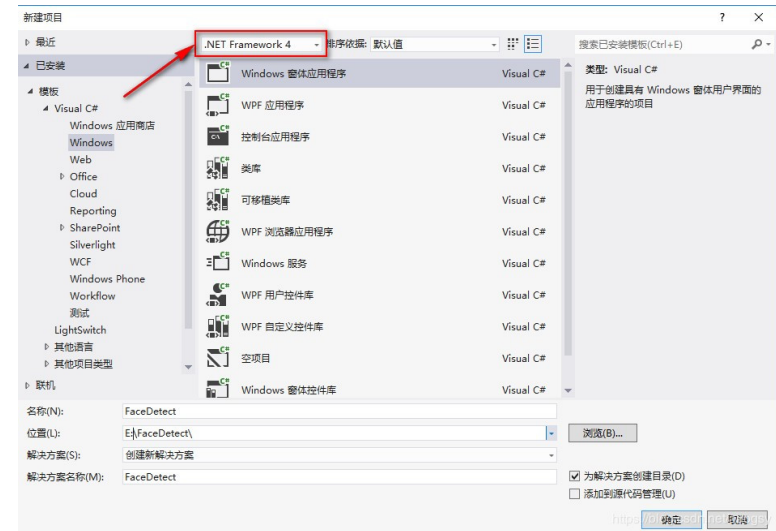 新建项目
? ×
最近
.NET Framework 4
排序依据: 默认值
搜索已安装模板(Ctrl+E)
已安装
模板
Visual C#
Windows 应用商店
Windows
Web
Office
Cloud
Reporting
SharePoint
Silverlight
WCF
Windows Phone
Workflow
测试
LightSwitch
其他语言
其他项目类型
联机
Windows 窗体应用程序 Visual C#
WPF 应用程序 Visual C#
控制台应用程序 Visual C#
类库 Visual C#
可移植类库 Visual C#
WPF 浏览器应用程序 Visual C#
Windows 服务 Visual C#
WPF 用户控件库 Visual C#
WPF 自定义控件库 Visual C#
空项目 Visual C#
Windows 窗体控件库 Visual C#
类型: Visual C#
用于创建具有 Windows 窗体用户界面的
应用程序的项目
名称(N): FaceDetect
位置(L): E:\FaceDetect\
浏览(B)...
解决方案(S): 创建新解决方案
解决方案名称(M): FaceDetect
为解决方案创建目录(D)
添加到源代码管理(U)
确定 取消